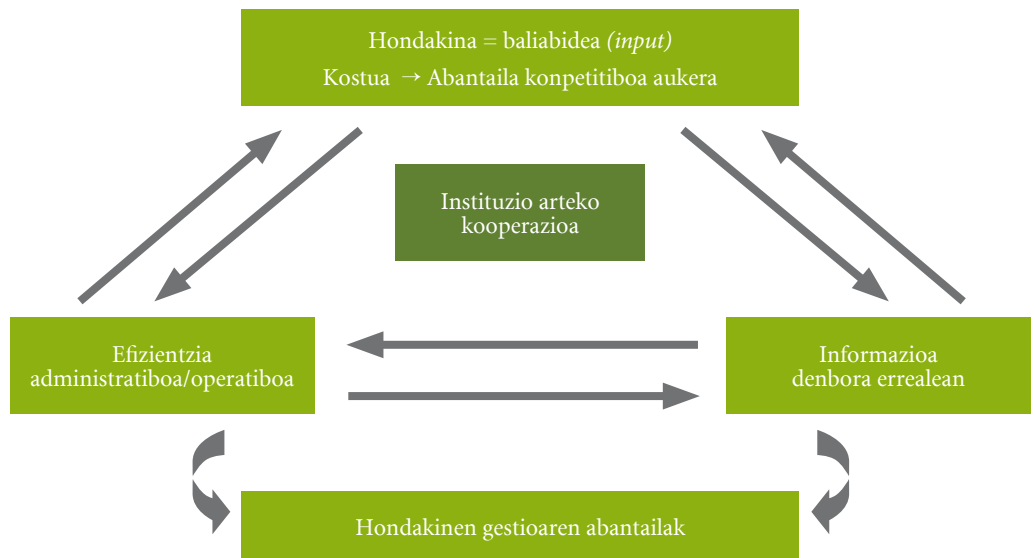 Hondakina = baliabidea (input)
Kostua → Abantaila konpetitiboa aukera
Instituzio arteko
kooperazioa
Efizientzia
administratiboa/operatiboa
Informazioa
denbora errealean
Hondakinen gestioaren abantailak